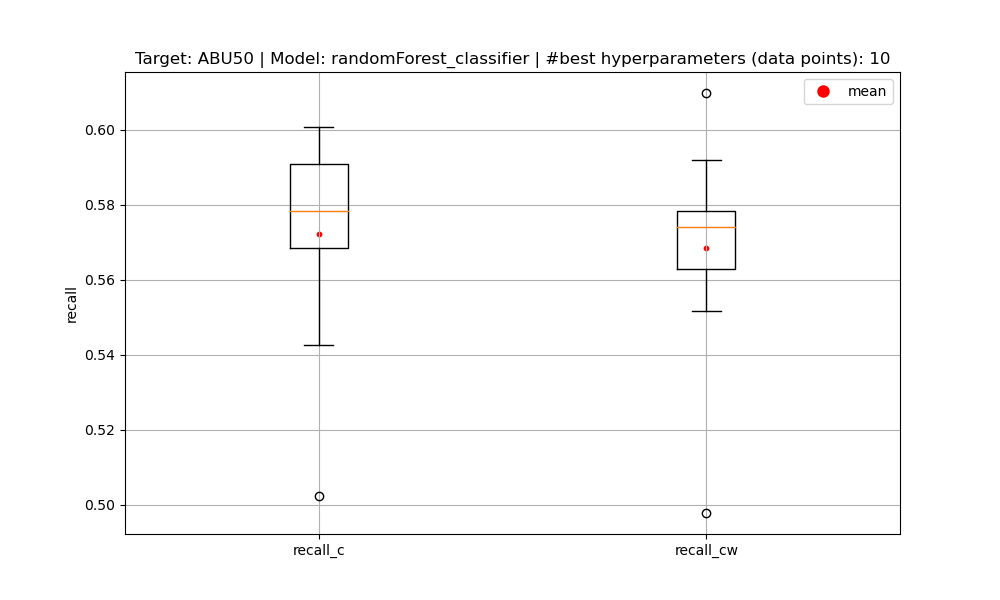 Target: ABU50 | Model: randomForest_classifier | #best hyperparameters (data points): 10
mean
0.60
0.58
0.56
0.54
0.52
0.50
recall
recall_c
recall_cw